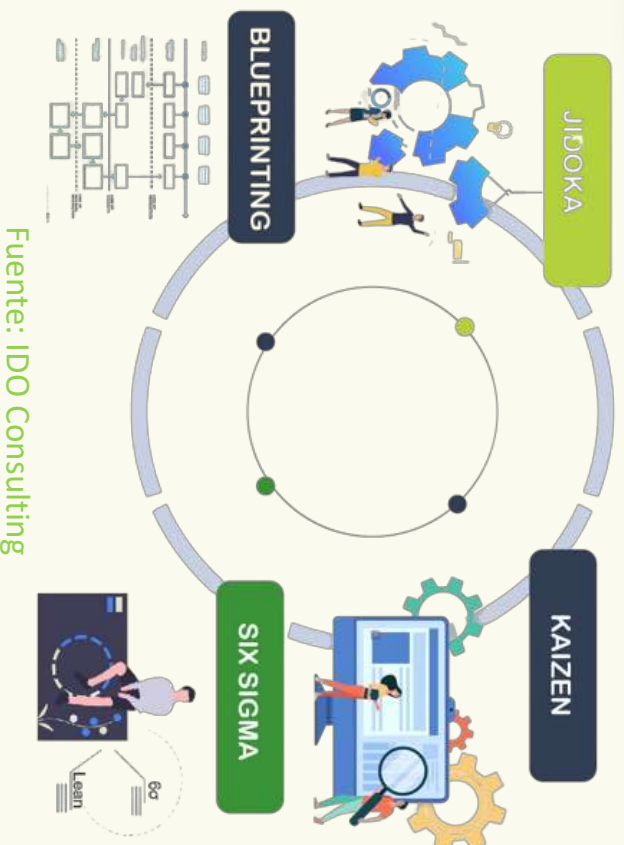 JIDOKA
KAIZEN
BLUEPRINTING
SIX SIGMA
6σ
Lean
Fuente: IDO Consulting